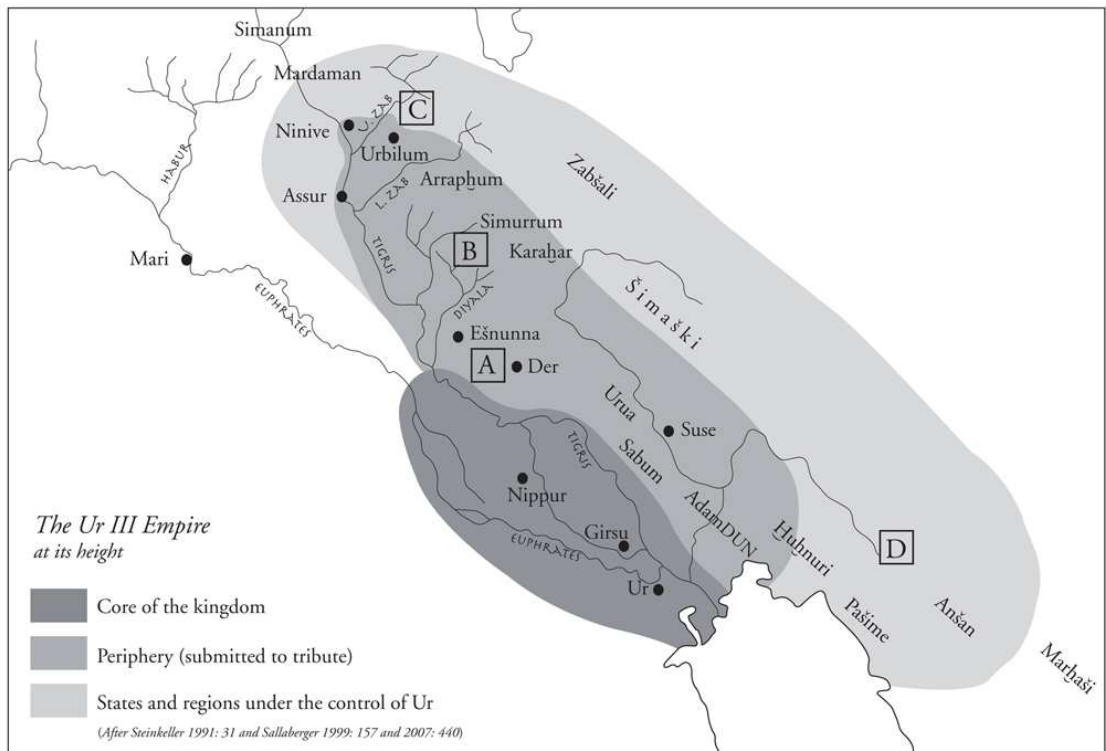 Simanum
Mardaman
U. ZAB
C
Ninive
Urbilum
HABUR
Zabšali
Assur
L. ZAB
Arrapḫum
Simurrum
B
Karaḫar
Mari
TIGRIS
DIYALA
EUPHRATES
Šimaški
Ešnunna
A
Der
Urua
Suse
TIGRIS
Sabum
Nippur
AdamDUN
Girsu
EUPHRATES
Ur
Ḫuḫnuri
D
Pašime
Anšan
Marḫaši
The Ur III Empire
at its height
Core of the kingdom
Periphery (submitted to tribute)
States and regions under the control of Ur
(After Steinkeller 1991: 31 and Sallaberger 1999: 157 and 2007: 440)